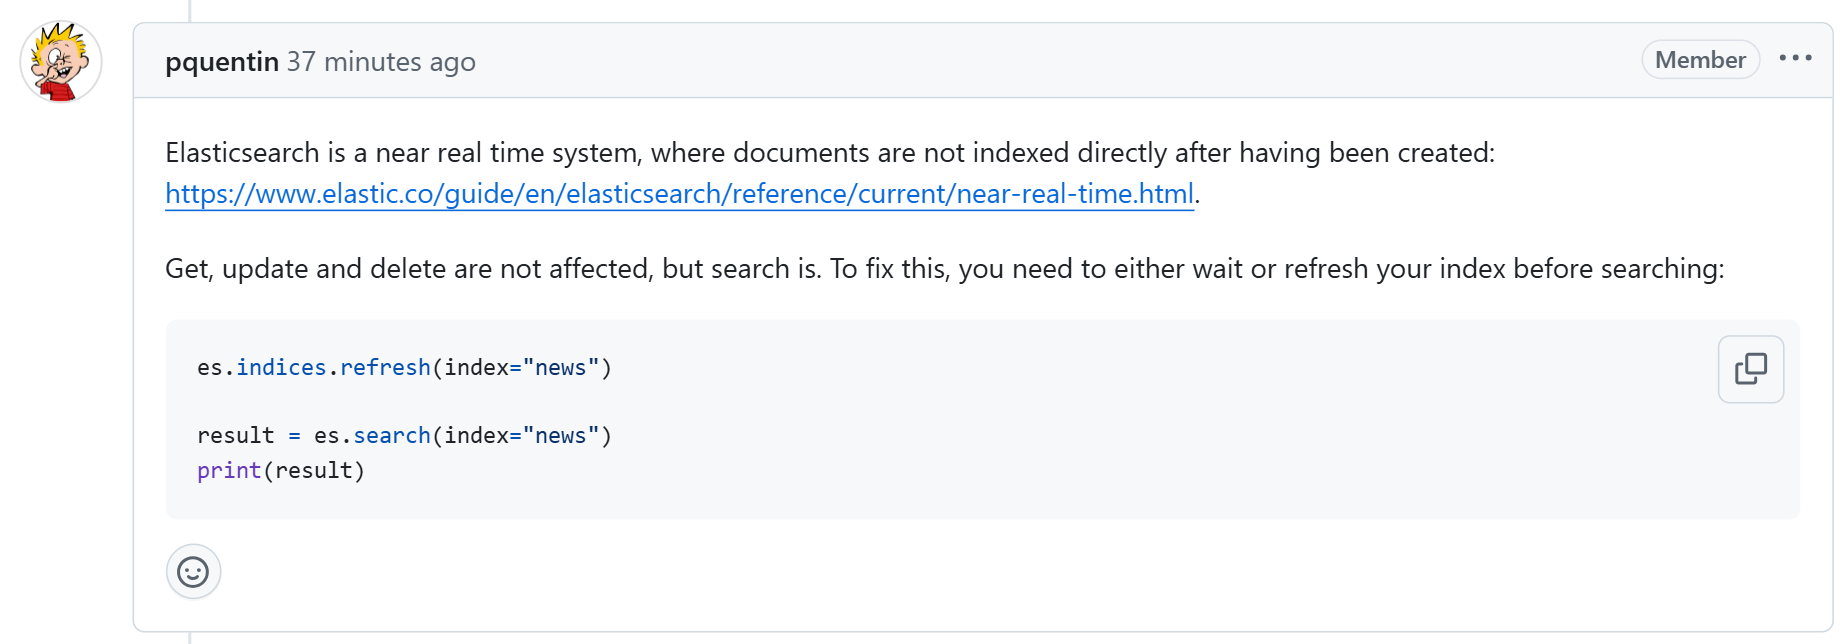 pquentin 37 minutes ago
Member
Elasticsearch is a near real time system, where documents are not indexed directly after having been created:
https://www.elastic.co/guide/en/elasticsearch/reference/current/near-real-time.html.
Get, update and delete are not affected, but search is. To fix this, you need to either wait or refresh your index before searching:
es.indices.refresh(index="news")
result = es.search(index="news")
print(result)